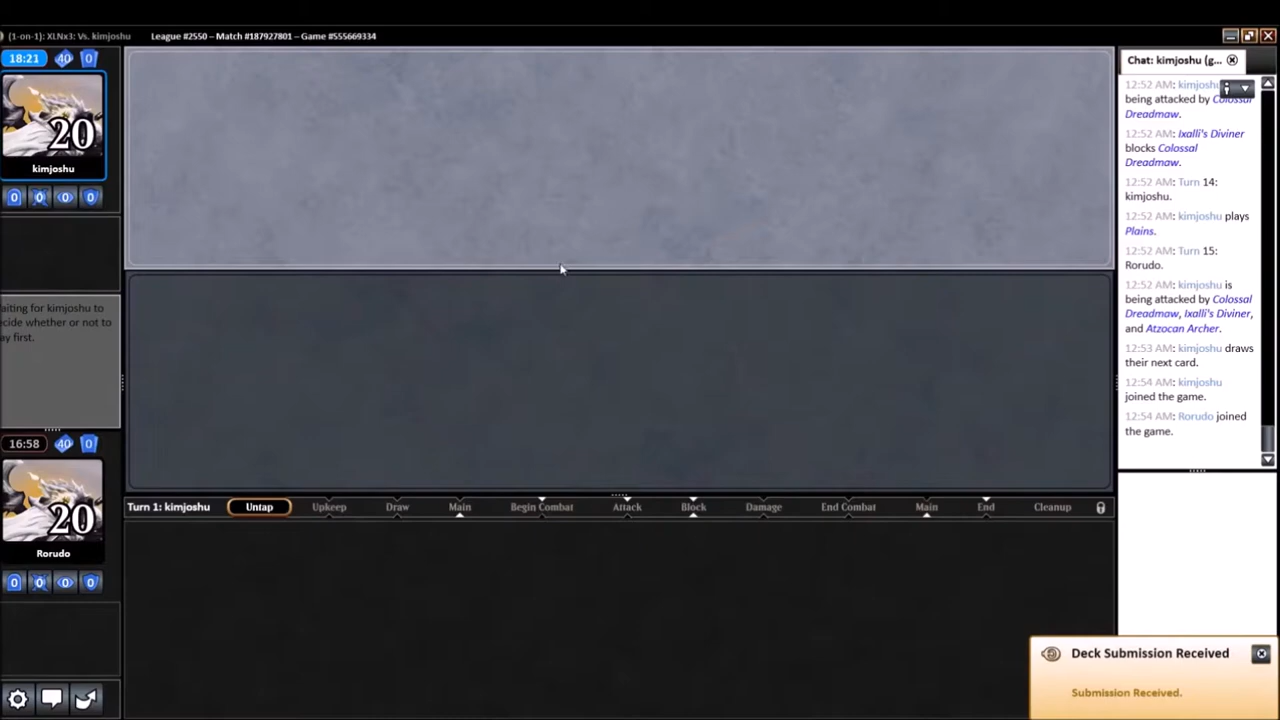 (1-on-1): XLNx3: Vs. kimjoshu
League #2550 – Match #187927801 – Game #555669334
18:21
40
0
20
kimjoshu
0
0
0
0
aiting for kimjoshu to
ecide whether or not to
ay first.
16:58
40
0
20
Rorudo
0
0
0
0
Turn 1: kimjoshu
Untap
Upkeep
Draw
Main
Begin Combat
Attack
Block
Damage
End Combat
Main
End
Cleanup
Chat: kimjoshu (g...
12:52 AM: kimjoshu
being attacked by Colossal
Dreadmaw.
12:52 AM: Ixalli's Diviner
blocks Colossal
Dreadmaw.
12:52 AM: Turn 14:
kimjoshu.
12:52 AM: kimjoshu plays
Plains.
12:52 AM: Turn 15:
Rorudo.
12:52 AM: kimjoshu is
being attacked by Colossal
Dreadmaw, Ixalli's Diviner,
and Atzocan Archer.
12:53 AM: kimjoshu draws
their next card.
12:54 AM: kimjoshu
joined the game.
12:54 AM: Rorudo joined
the game.
Deck Submission Received
Submission Received.